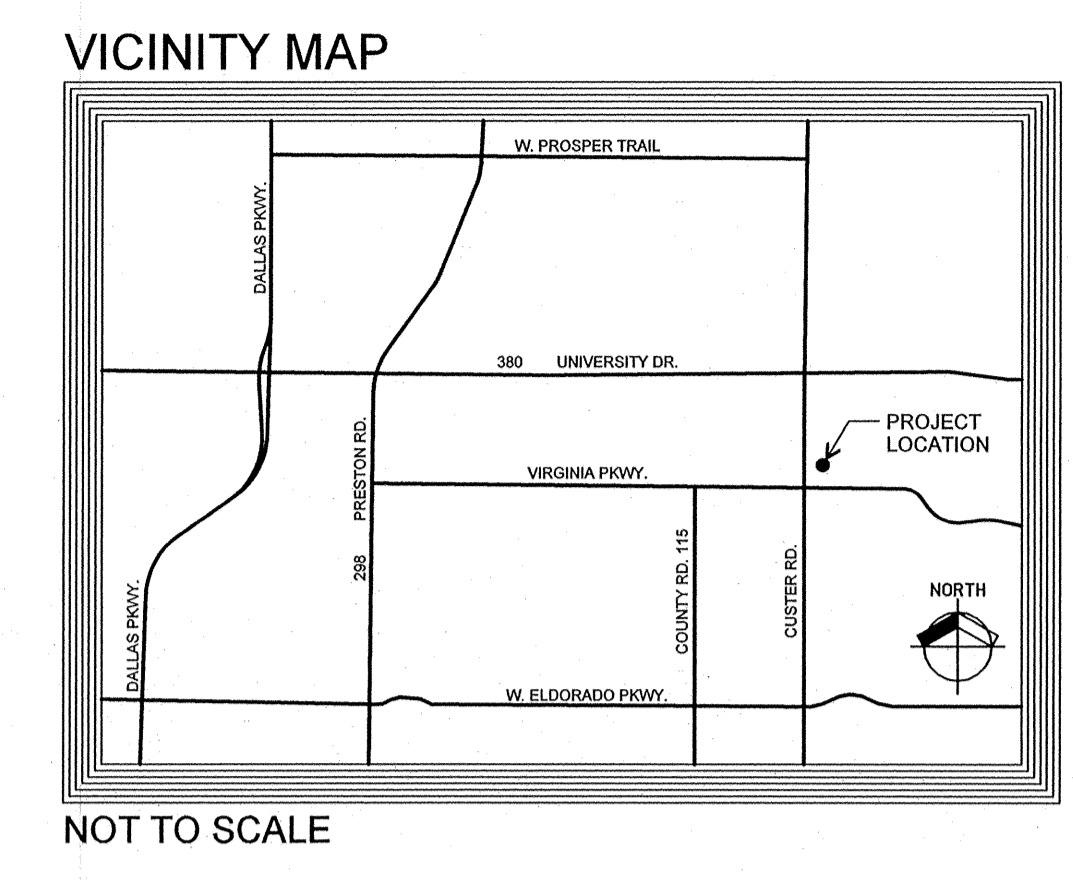 VICINITY MAP
W. PROSPER TRAIL
DALLAS PKWY.
380 UNIVERSITY DR.
PROJECT
LOCATION
PRESTON RD.
298
VIRGINIA PKWY.
COUNTY RD. 115
CUSTER RD.
NORTH
DALLAS PKWY.
W. ELDORADO PKWY.
NOT TO SCALE